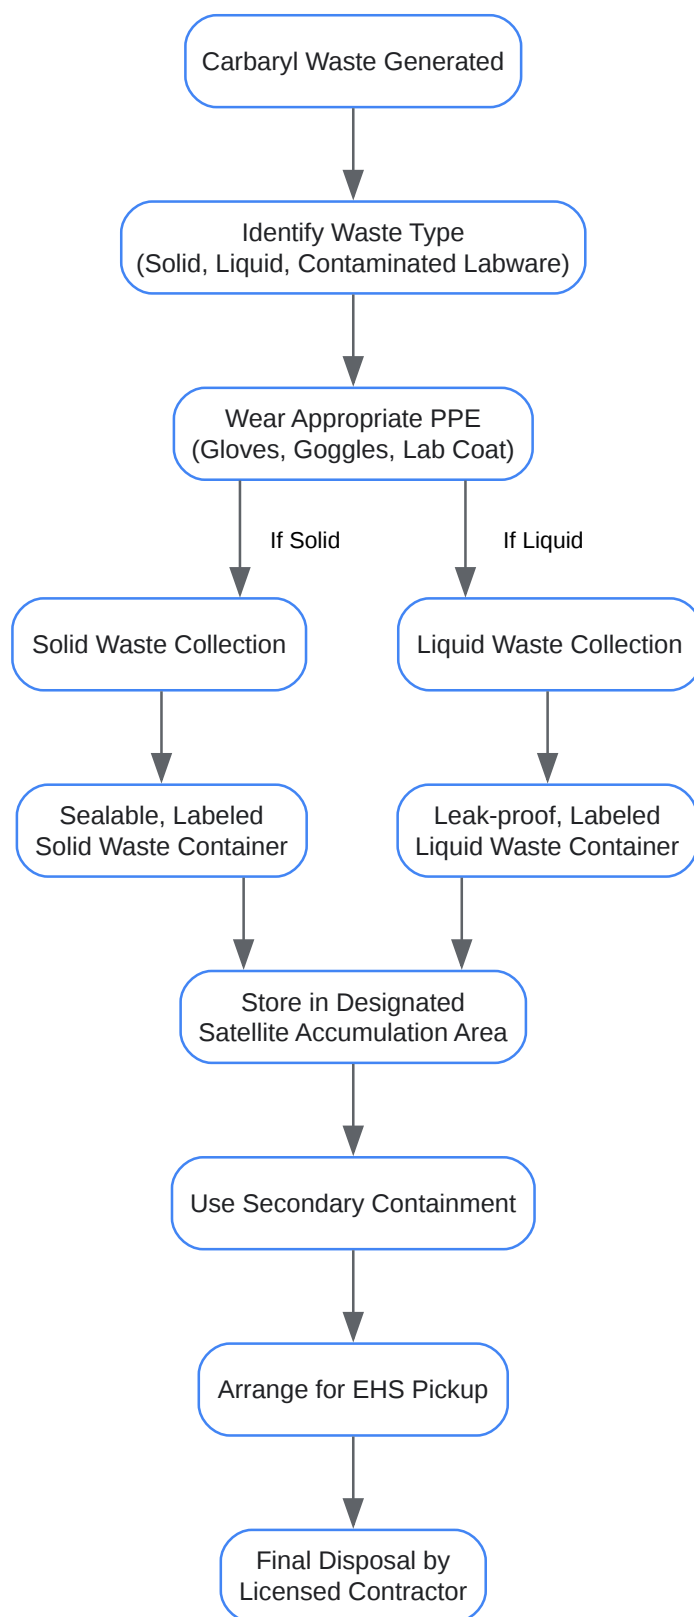 Carbaryl Waste Generated
Identify Waste Type
(Solid, Liquid, Contaminated Labware)
Wear Appropriate PPE
(Gloves, Goggles, Lab Coat)
If Solid
If Liquid
Solid Waste Collection
Liquid Waste Collection
Sealable, Labeled
Solid Waste Container
Leak-proof, Labeled
Liquid Waste Container
Store in Designated
Satellite Accumulation Area
Use Secondary Containment
Arrange for EHS Pickup
Final Disposal by
Licensed Contractor